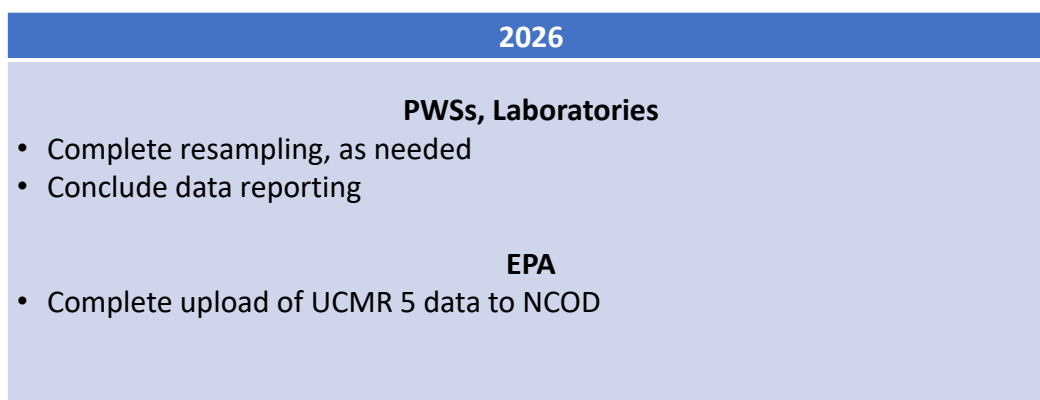 2026
PWSs, Laboratories
• Complete resampling, as needed
• Conclude data reporting
EPA
• Complete upload of UCMR 5 data to NCOD